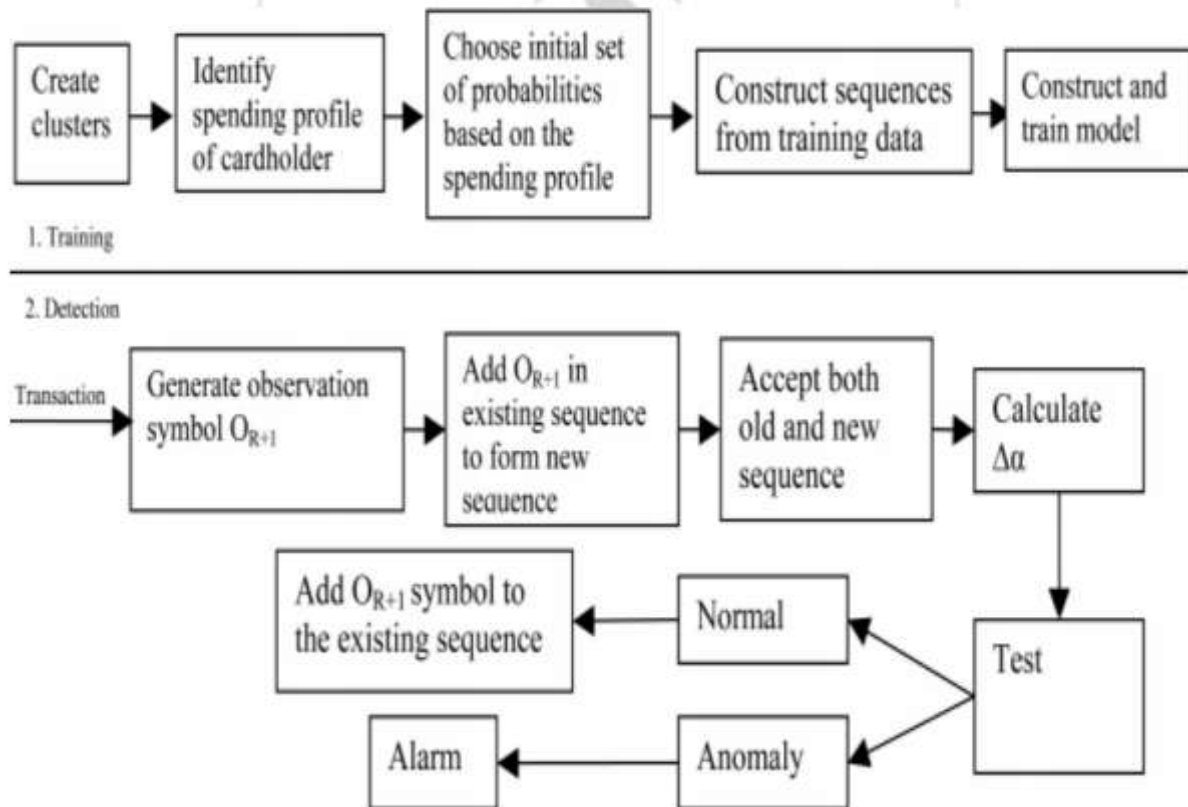 Create
clusters
Identify
spending profile
of cardholder
Choose initial set
of probabilities
based on the
spending profile
Construct sequences
from training data
Construct and
train model
1. Training
2. Detection
Transaction
Generate observation
symbol O_{R+1}
Add O_{R+1} in
existing sequence
to form new
sequence
Accept both
old and new
sequence
Calculate
Δα
Add O_{R+1} symbol to
the existing sequence
Normal
Test
Alarm
Anomaly